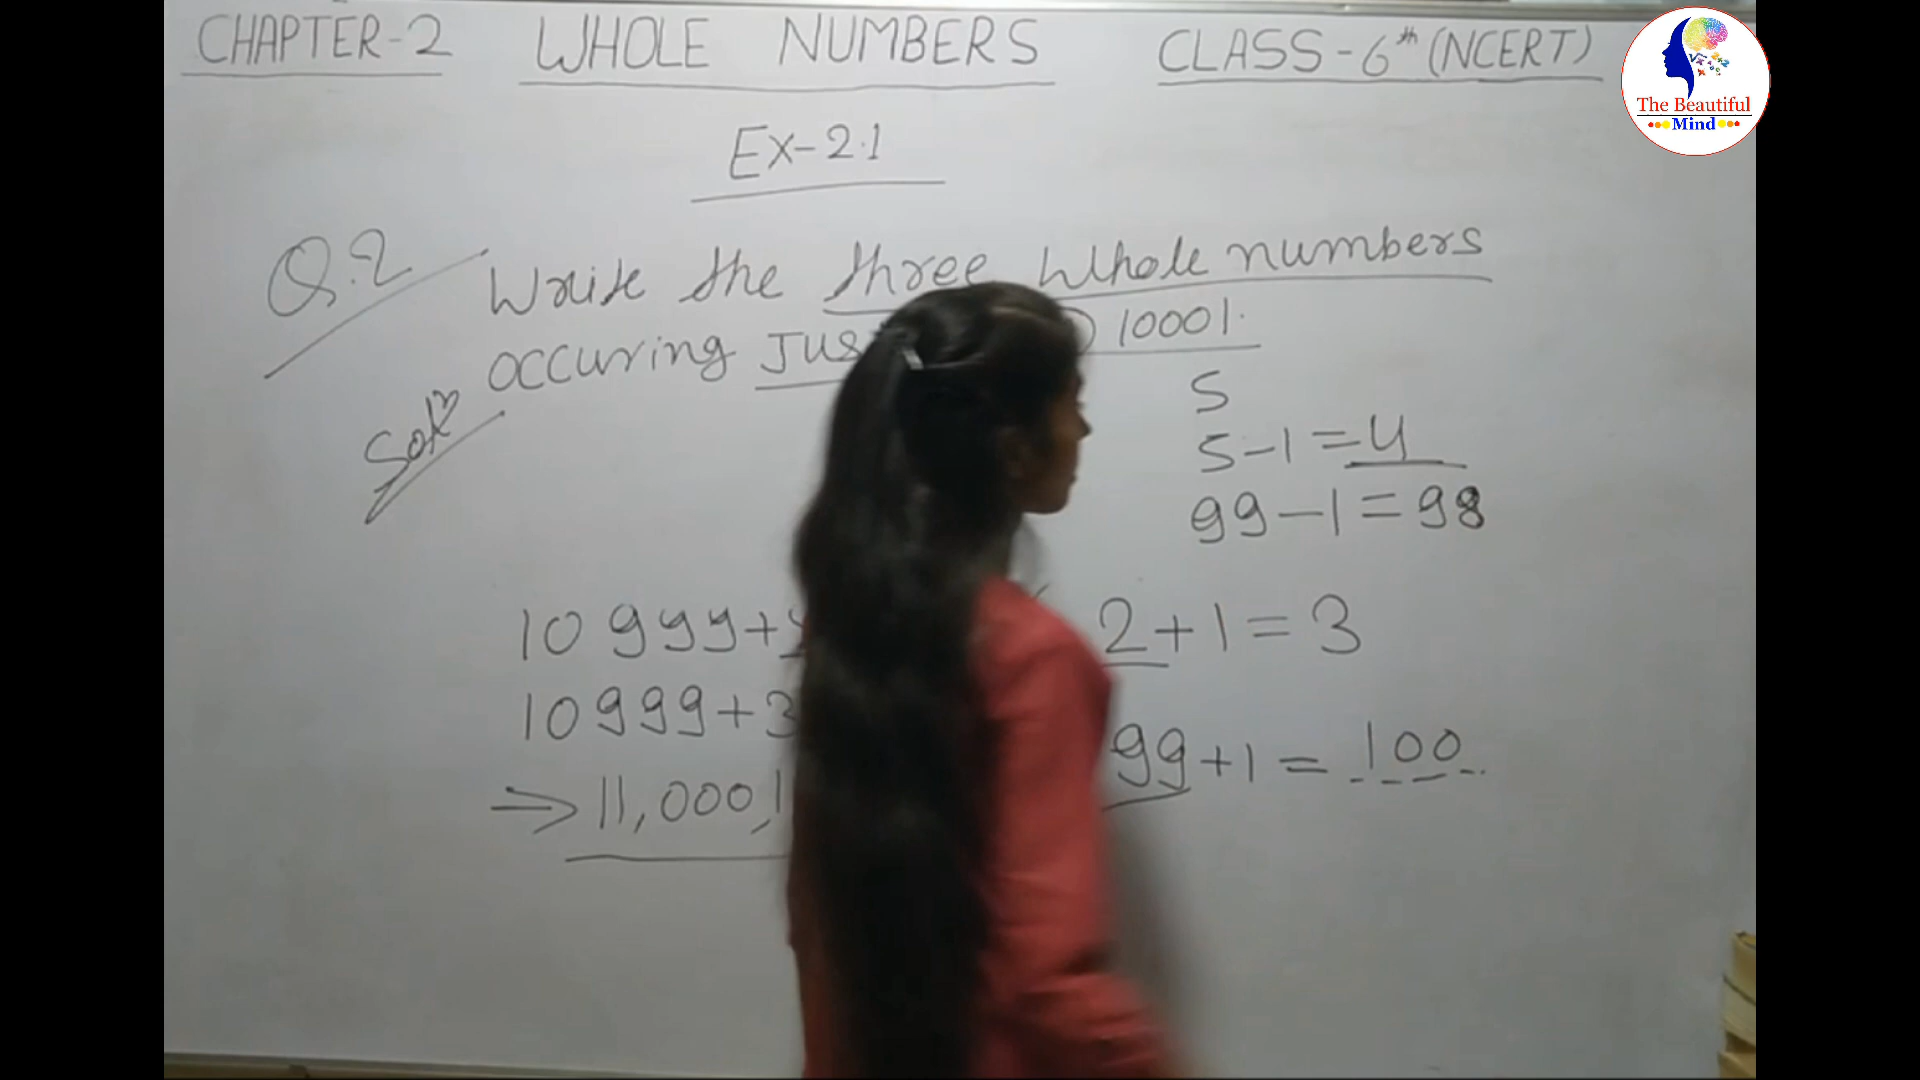 CHAPTER-2 WHOLE NUMBERS CLASS-6th (NCERT)
The Beautiful
Mind
Ex-2.1
Q.2 Write the three whole numbers
occuring 10001.
Soln
5
5-1=4
99-1=98
10999+
2+1=3
10999+3
99+1=100
⇒11,000,1